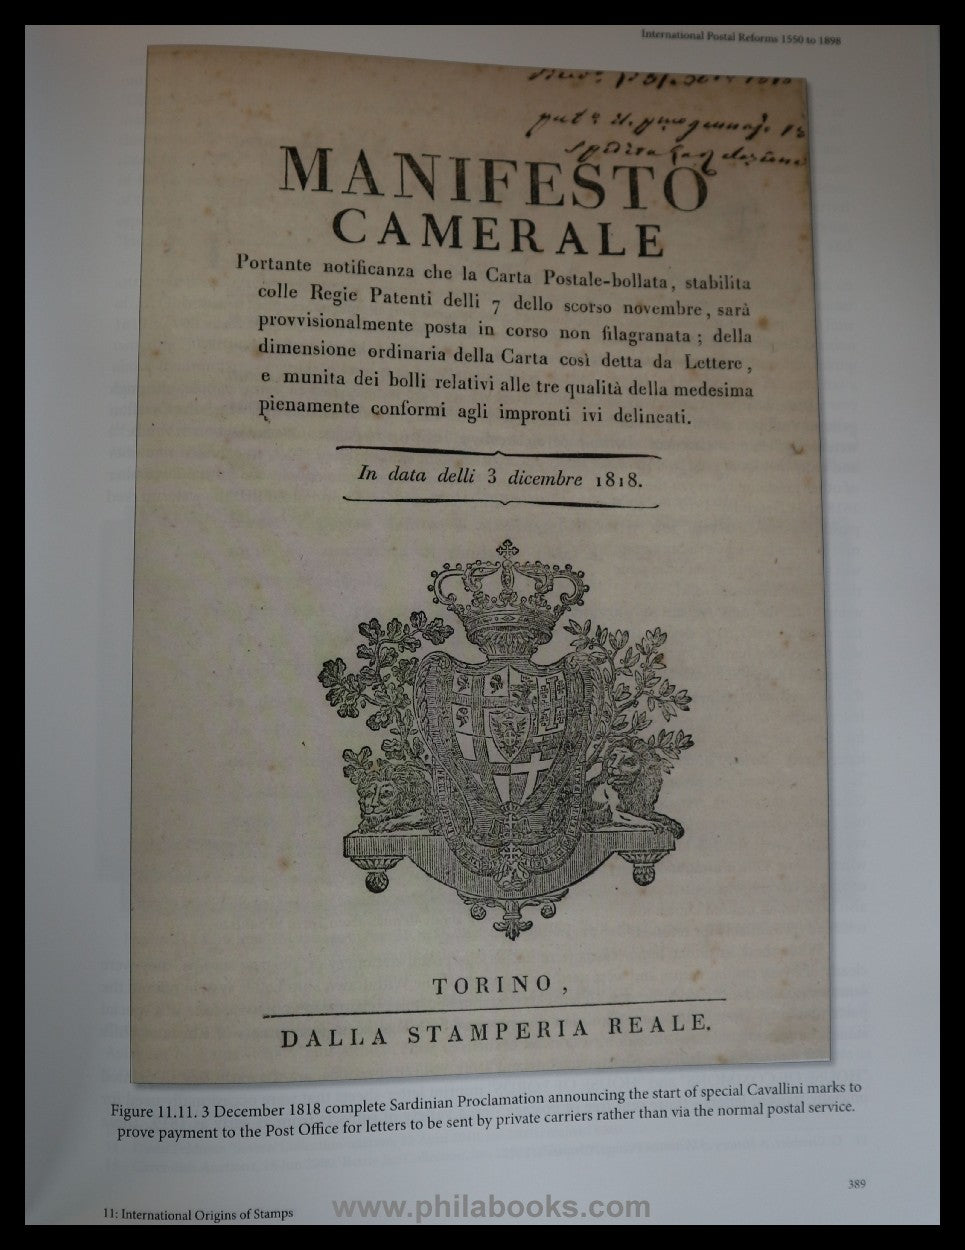 International Postal Reforms 1550 to 1898
MANIFESTO
CAMERALE
Portante notificanza che la Carta Postale-bollata, stabilita
colle Regie Patenti delli 7 dello scorso novembre, sarà
provvisionalmente posta in corso non filagranata; della
dimensione ordinaria della Carta così detta da Lettere,
e munita dei bolli relativi alle tre qualità della medesima
pienamente conformi agli impronti ivi delineati.
In data delli 3 dicembre 1818.
TORINO,
DALLA STAMPERIA REALE.
Figure 11.11. 3 December 1818 complete Sardinian Proclamation announcing the start of special Cavallini marks to
prove payment to the Post Office for letters to be sent by private carriers rather than via the normal postal service.
389
11: International Origins of Stamps
www.philabooks.com